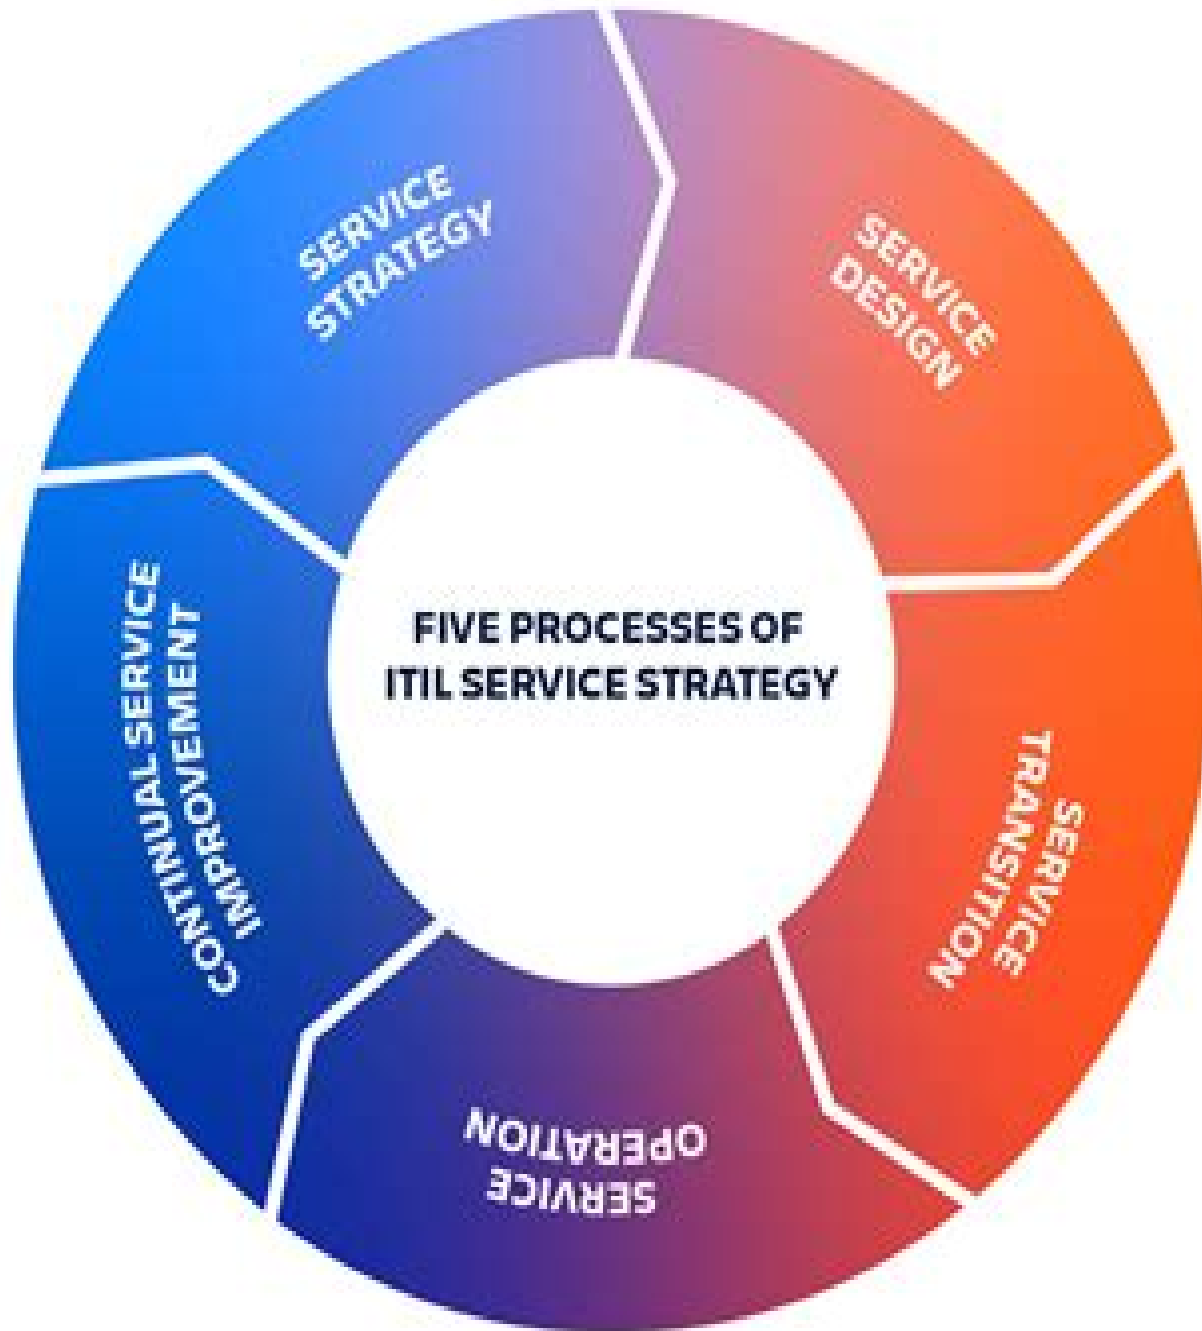 SERVICE
STRATEGY
SERVICE
DESIGN
SERVICE
TRANSITION
SERVICE
OPERATION
CONTINUAL SERVICE
IMPROVEMENT
FIVE PROCESSES OF
ITIL SERVICE STRATEGY